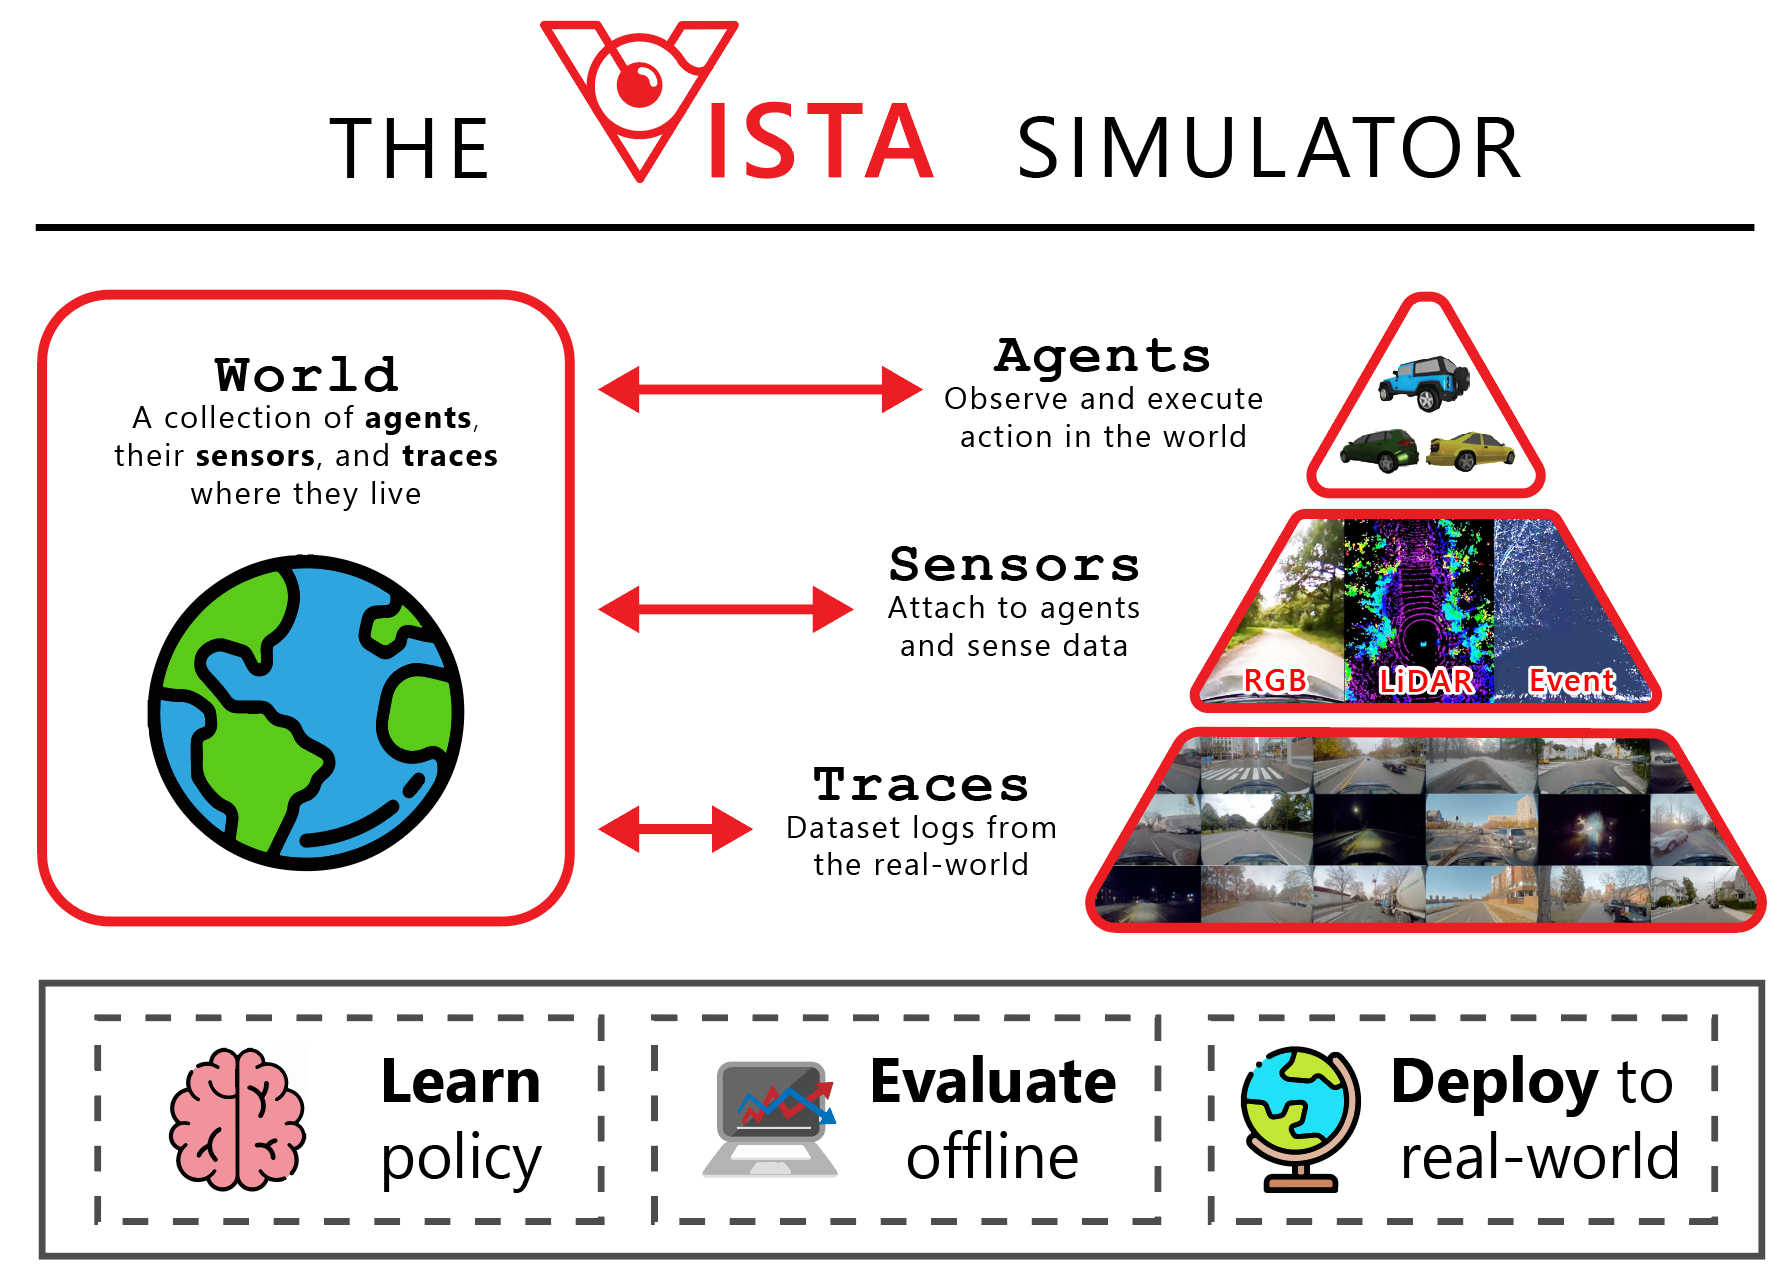 THE VISTA SIMULATOR
World
A collection of agents,
their sensors, and traces
where they live
Agents
Observe and execute
action in the world
Sensors
Attach to agents
and sense data
RGB LiDAR Event
Traces
Dataset logs from
the real-world
Learn
policy
Evaluate
offline
Deploy to
real-world